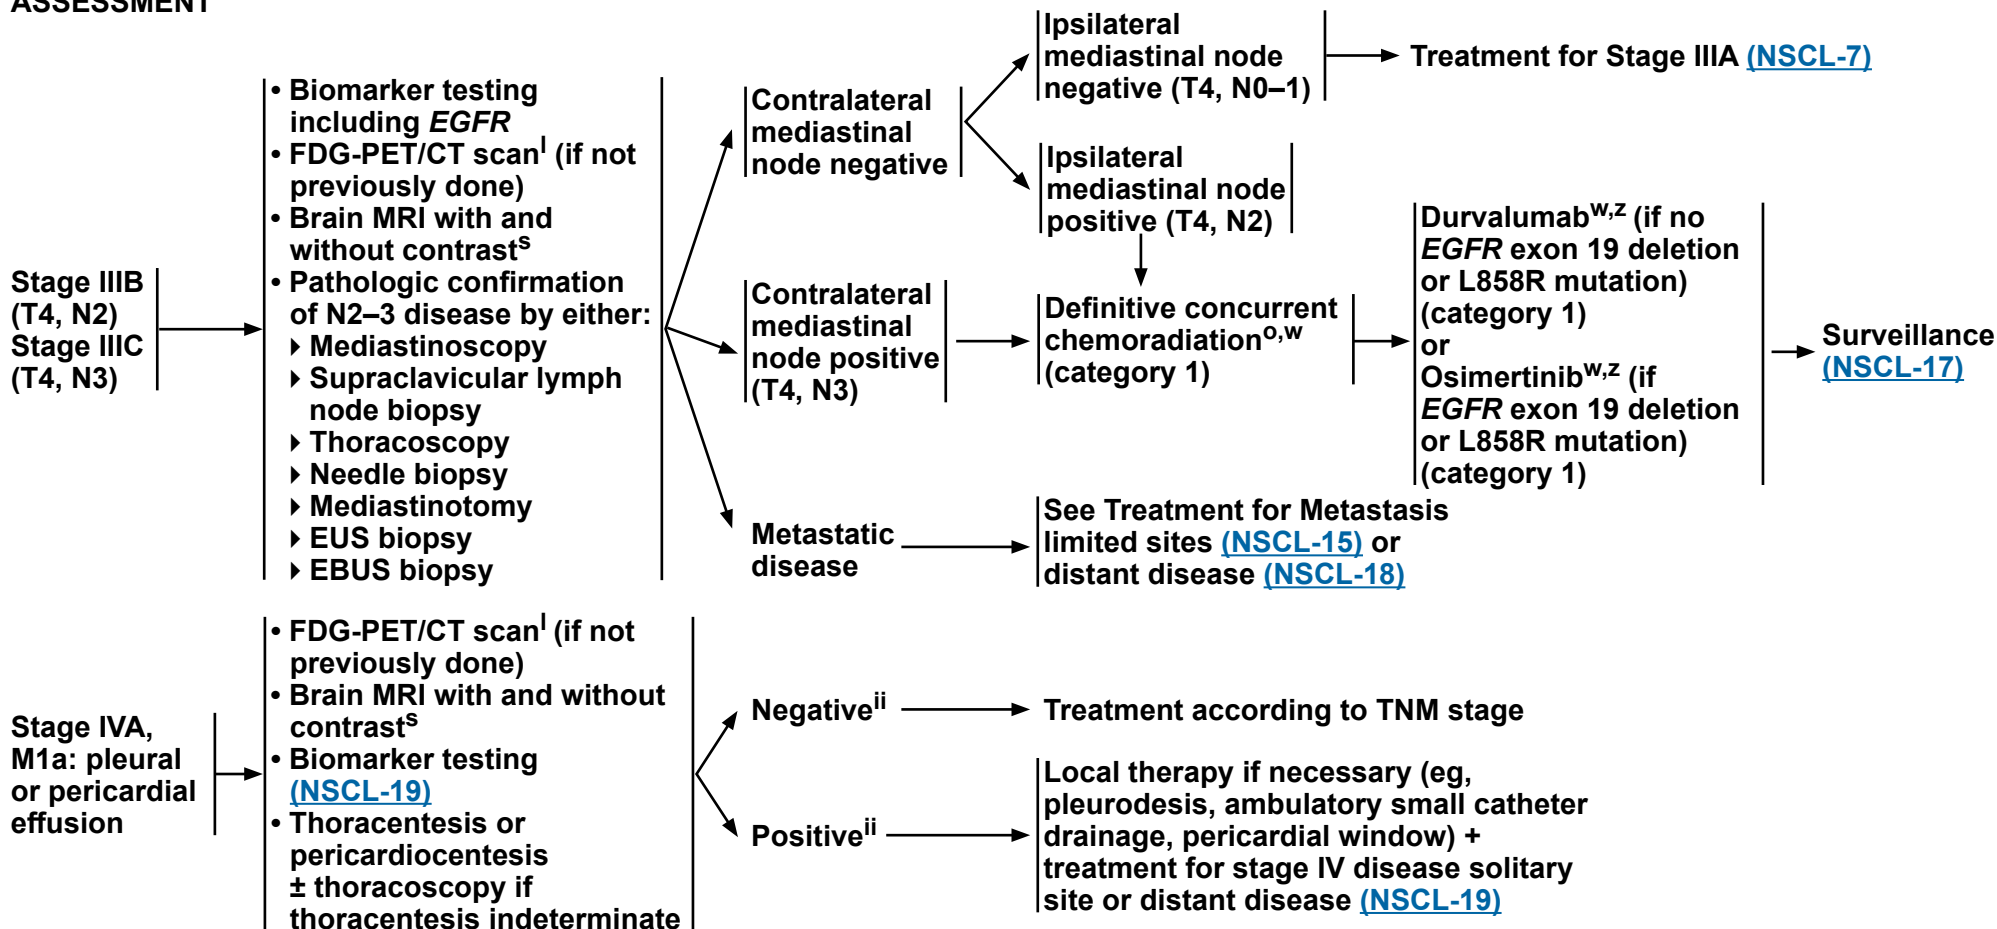 ASSESSMENT
Stage IIIB
(T4, N2)
Stage IIIC
(T4, N3)
• Biomarker testing
including EGFR
• FDG-PET/CT scanl (if not
previously done)
• Brain MRI with and
without contrasts
• Pathologic confirmation
of N2–3 disease by either:
▸ Mediastinoscopy
▸ Supraclavicular lymph
node biopsy
▸ Thoracoscopy
▸ Needle biopsy
▸ Mediastinotomy
▸ EUS biopsy
▸ EBUS biopsy
Contralateral
mediastinal
node negative
Ipsilateral
mediastinal node
negative (T4, N0–1)
Treatment for Stage IIIA (NSCL-7)
Ipsilateral
mediastinal node
positive (T4, N2)
Contralateral
mediastinal
node positive
(T4, N3)
Definitive concurrent
chemoradiationo,w
(category 1)
Durvalumabw,z (if no
EGFR exon 19 deletion
or L858R mutation)
(category 1)
or
Osimertinibw,z (if
EGFR exon 19 deletion
or L858R mutation)
(category 1)
Surveillance
(NSCL-17)
Metastatic
disease
See Treatment for Metastasis
limited sites (NSCL-15) or
distant disease (NSCL-18)
Stage IVA,
M1a: pleural
or pericardial
effusion
• FDG-PET/CT scanl (if not
previously done)
• Brain MRI with and without
contrasts
• Biomarker testing
(NSCL-19)
• Thoracentesis or
pericardiocentesis
± thoracoscopy if
thoracentesis indeterminate
Negativeii
Treatment according to TNM stage
Positiveii
Local therapy if necessary (eg,
pleurodesis, ambulatory small catheter
drainage, pericardial window) +
treatment for stage IV disease solitary
site or distant disease (NSCL-19)